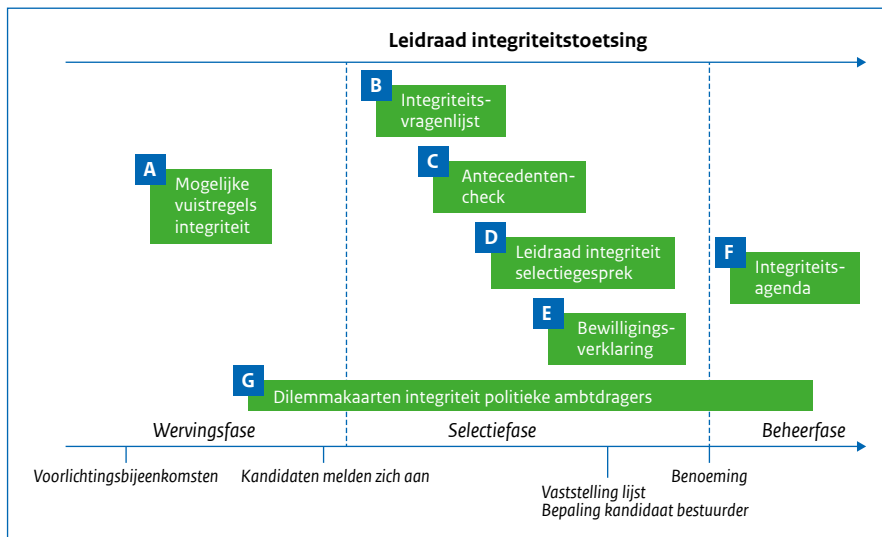 Leidraad integriteitstoetsing
B
Integriteits-
vragenlijst
C
Antecedenten-
check
A
Mogelijke
vuistregels
integriteit
D
Leidraad integriteit
selectiegesprek
F
Integriteits-
agenda
E
Bewilligings-
verklaring
G
Dilemmakaarten integriteit politieke ambtdragers
Wervingsfase
Selectiefase
Beheerfase
Voorlichtingsbijeenkomsten
Kandidaten melden zich aan
Benoeming
Vaststelling lijst
Bepaling kandidaat bestuurder